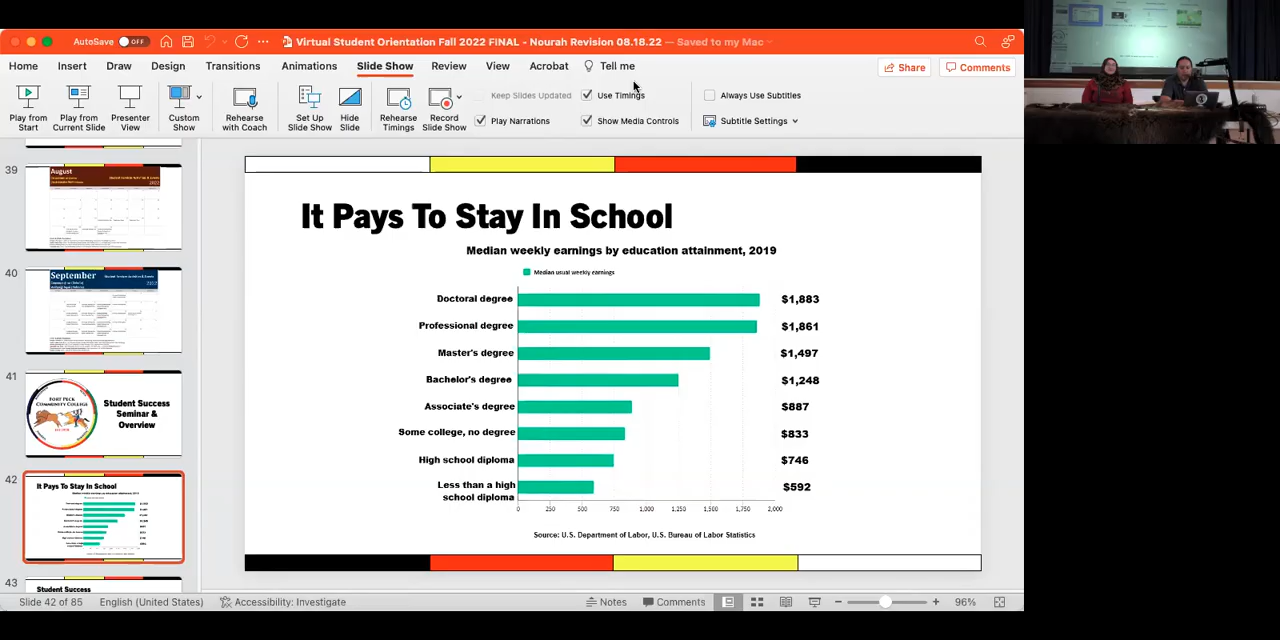 AutoSave OFF
Virtual Student Orientation Fall 2022 FINAL - Nourah Revision 08.18.22 — Saved to my Mac
Home Insert Draw Design Transitions Animations Slide Show Review View Acrobat Tell me
Share Comments
Play from Start
Play from Current Slide
Presenter View
Custom Show
Rehearse with Coach
Set Up Slide Show
Hide Slide
Rehearse Timings
Record Slide Show
Keep Slides Updated
Use Timings
Always Use Subtitles
Play Narrations
Show Media Controls
Subtitle Settings
39
August
2022
40
September
2022
41
FORT PECK
COMMUNITY COLLEGE
Student Success
Seminar &
Overview
42
It Pays To Stay In School
43
Student Success
It Pays To Stay In School
Median weekly earnings by education attainment, 2019
Median usual weekly earnings
Doctoral degree $1,883
Professional degree $1,861
Master's degree $1,497
Bachelor's degree $1,248
Associate's degree $887
Some college, no degree $833
High school diploma $746
Less than a high
school diploma $592
0 250 500 750 1,000 1,250 1,500 1,750 2,000
Source: U.S. Department of Labor, U.S. Bureau of Labor Statistics
Slide 42 of 85 English (United States) Accessibility: Investigate Notes Comments 96%